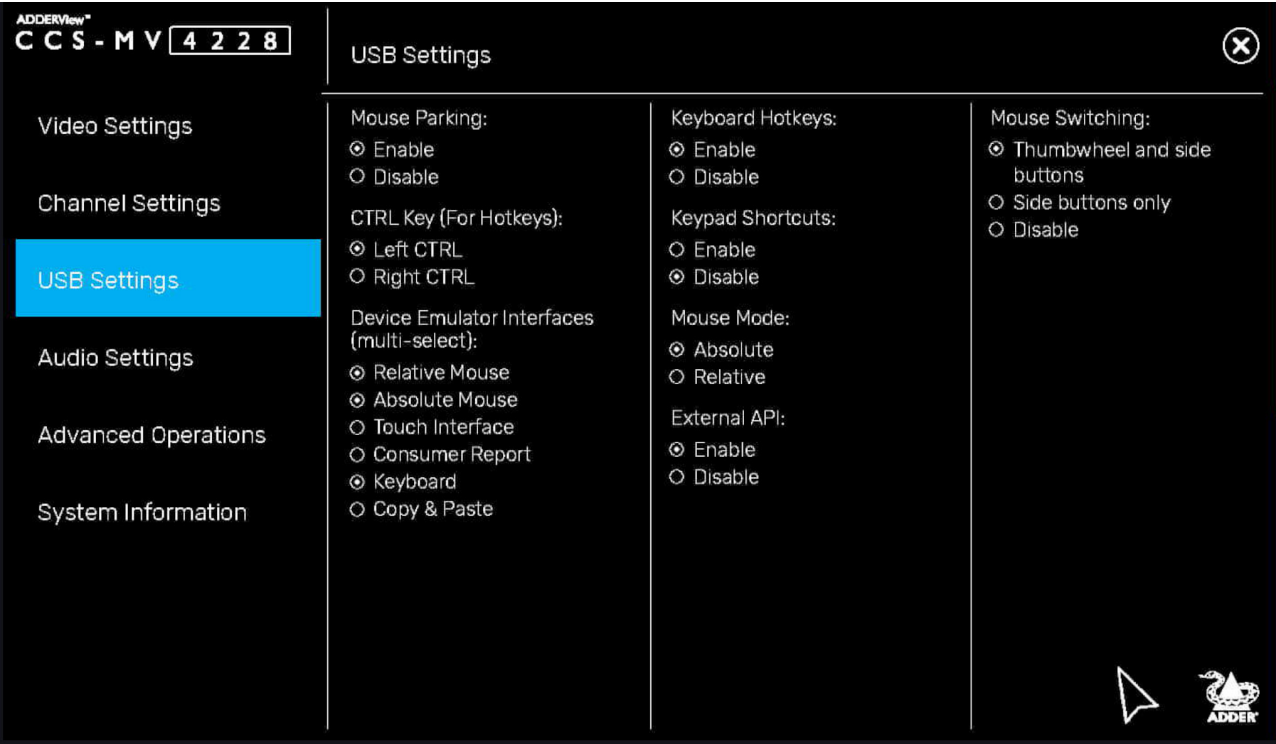 ADDERView™
CCS-MV 4228
USB Settings
Video Settings
Channel Settings
USB Settings
Audio Settings
Advanced Operations
System Information
Mouse Parking:
Enable
Disable
CTRL Key (For Hotkeys):
Left CTRL
Right CTRL
Device Emulator Interfaces
(multi-select):
Relative Mouse
Absolute Mouse
Touch Interface
Consumer Report
Keyboard
Copy & Paste
Keyboard Hotkeys:
Enable
Disable
Keypad Shortcuts:
Enable
Disable
Mouse Mode:
Absolute
Relative
External API:
Enable
Disable
Mouse Switching:
Thumbwheel and side
buttons
Side buttons only
Disable
ADDER®